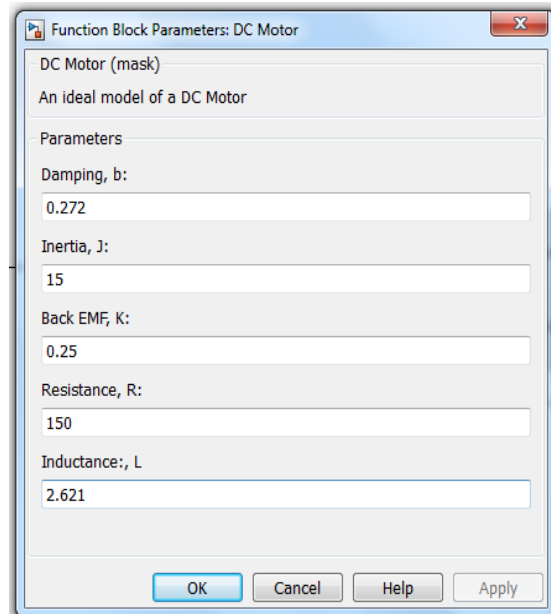 Function Block Parameters: DC Motor
DC Motor (mask)
An ideal model of a DC Motor
Parameters
Damping, b:
0.272
Inertia, J:
15
Back EMF, K:
0.25
Resistance, R:
150
Inductance:, L
2.621
OK Cancel Help Apply